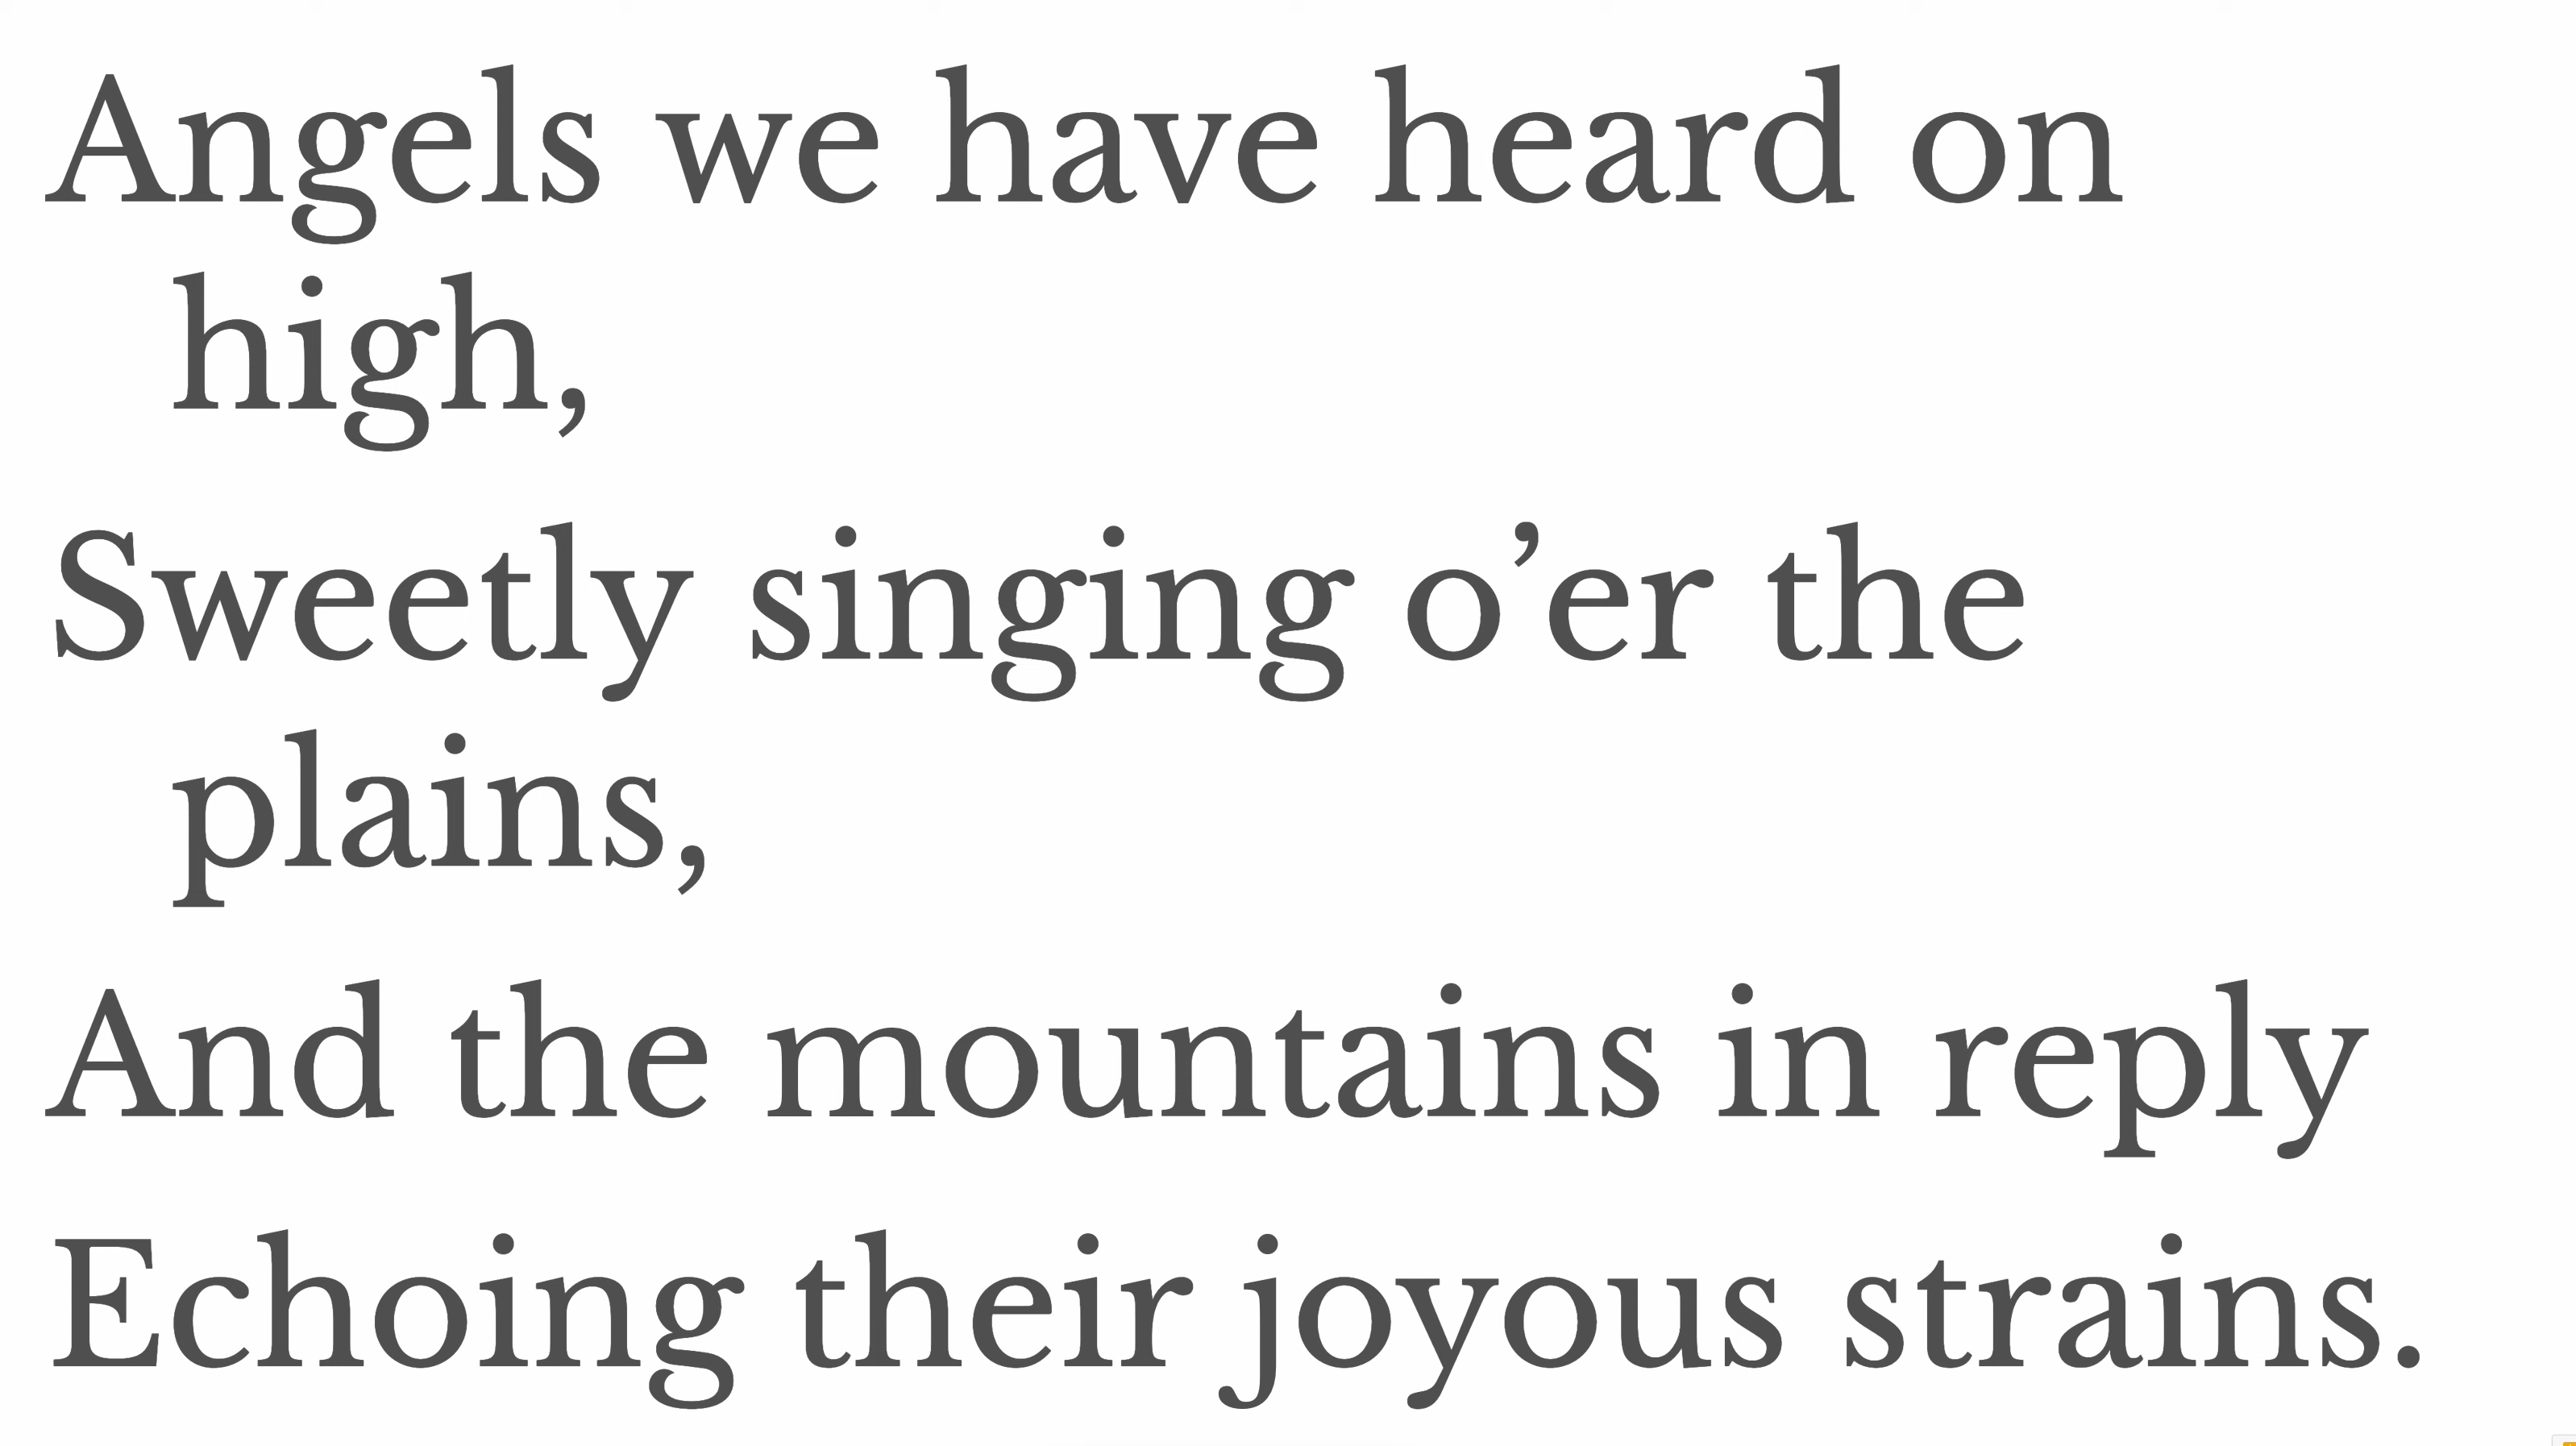 Angels we have heard on
high,
Sweetly singing o’er the
plains,
And the mountains in reply
Echoing their joyous strains.